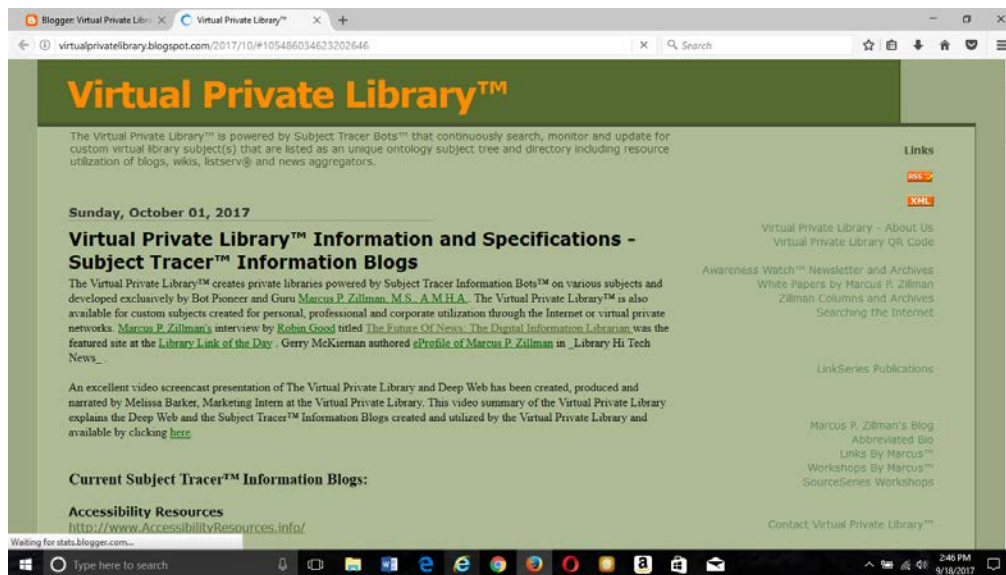 Blogger: Virtual Private Libr
Virtual Private Library™
virtualprivatelibrary.blogspot.com/2017/10/#105486034623202646
Search
Virtual Private Library™
The Virtual Private Library™ is powered by Subject Tracer Bots™ that continuously search, monitor and update for
custom virtual library subject(s) that are listed as an unique ontology subject tree and directory including resource
utilization of blogs, wikis, listserv® and news aggregators.
Sunday, October 01, 2017
Virtual Private Library™ Information and Specifications -
Subject Tracer™ Information Blogs
The Virtual Private Library™ creates private libraries powered by Subject Tracer Information Bots™ on various subjects and
developed exclusively by Bot Pioneer and Guru Marcus P. Zillman, M.S., A.M.H.A.. The Virtual Private Library™ is also
available for custom subjects created for personal, professional and corporate utilization through the Internet or virtual private
networks. Marcus P. Zillman's interview by Robin Good titled The Future Of News: The Digital Information Librarian was the
featured site at the Library Link of the Day . Gerry McKiernan authored eProfile of Marcus P. Zillman in _Library Hi Tech
News_ .
An excellent video screencast presentation of The Virtual Private Library and Deep Web has been created, produced and
narrated by Melissa Barker, Marketing Intern at the Virtual Private Library. This video summary of the Virtual Private Library
explains the Deep Web and the Subject Tracer™ Information Blogs created and utilized by the Virtual Private Library and
available by clicking here.
Current Subject Tracer™ Information Blogs:
Accessibility Resources
http://www.AccessibilityResources.info/
Links
RSS
XML
Virtual Private Library - About Us
Virtual Private Library QR Code
Awareness Watch™ Newsletter and Archives
White Papers by Marcus P. Zillman
Zillman Columns and Archives
Searching the Internet
LinkSeries Publications
Marcus P. Zillman's Blog
Abbreviated Bio
Links By Marcus™
Workshops By Marcus™
SourceSeries Workshops
Contact Virtual Private Library™
Waiting for stats.blogger.com...
Type here to search
2:46 PM
9/18/2017